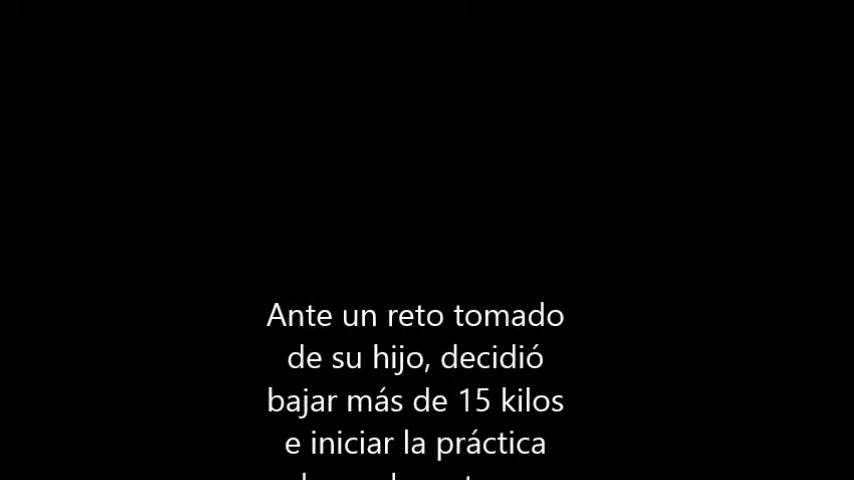 Ante un reto tomado
de su hijo, decidió
bajar más de 15 kilos
e iniciar la práctica